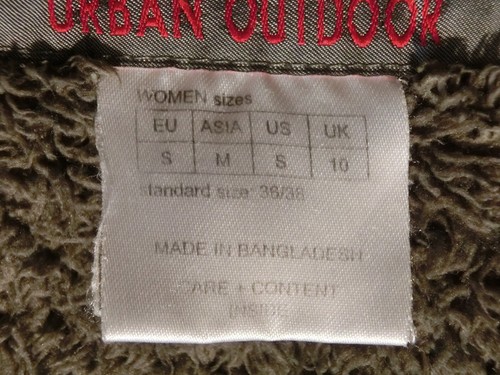 URBAN OUTDOOR
WOMEN sizes
EU ASIA US UK
S M S 10
standard size: 36/38
MADE IN BANGLADESH
CARE + CONTENT
INSIDE